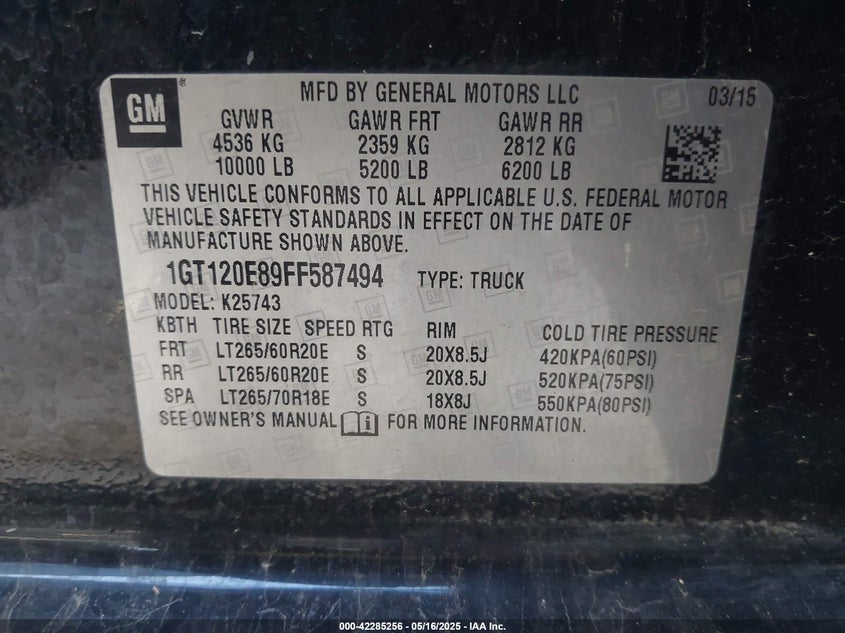 GM ®
MFD BY GENERAL MOTORS LLC 03/15
GVWR GAWR FRT GAWR RR
4536 KG 2359 KG 2812 KG
10000 LB 5200 LB 6200 LB
THIS VEHICLE CONFORMS TO ALL APPLICABLE U.S. FEDERAL MOTOR
VEHICLE SAFETY STANDARDS IN EFFECT ON THE DATE OF
MANUFACTURE SHOWN ABOVE.
1GT120E89FF587494 TYPE: TRUCK
MODEL: K25743
KBTH TIRE SIZE SPEED RTG RIM COLD TIRE PRESSURE
FRT LT265/60R20E S 20X8.5J 420KPA(60PSI)
RR LT265/60R20E S 20X8.5J 520KPA(75PSI)
SPA LT265/70R18E S 18X8J 550KPA(80PSI)
SEE OWNER'S MANUAL i FOR MORE INFORMATION.
000-42285256 - 05/16/2025 - IAA Inc.